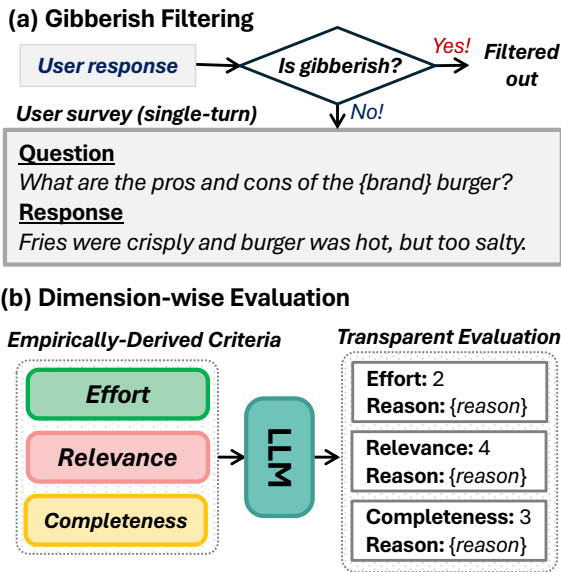 (a) Gibberish Filtering
User response
Is gibberish?
Yes!
Filtered
out
No!
User survey (single-turn)
Question
What are the pros and cons of the {brand} burger?
Response
Fries were crisply and burger was hot, but too salty.
(b) Dimension-wise Evaluation
Empirically-Derived Criteria
Effort
Relevance
Completeness
LLM
Transparent Evaluation
Effort: 2
Reason: {reason}
Relevance: 4
Reason: {reason}
Completeness: 3
Reason: {reason}